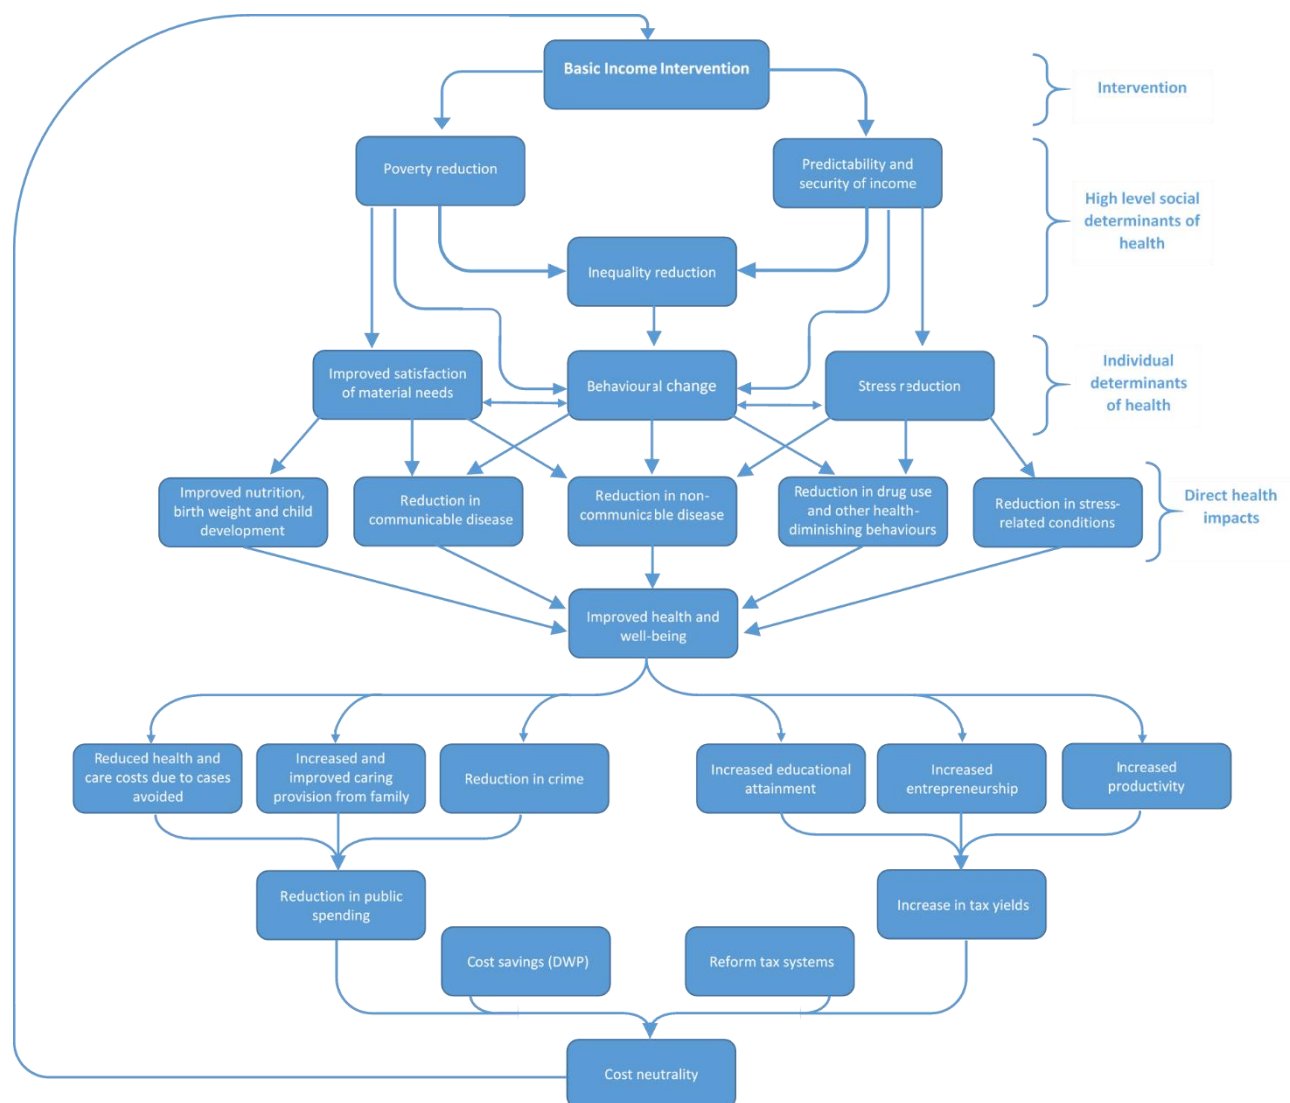 Basic Income Intervention
Intervention
Poverty reduction
Predictability and
security of income
High level social
determinants of
health
Inequality reduction
Improved satisfaction
of material needs
Behavioural change
Stress reduction
Individual
determinants
of health
Improved nutrition,
birth weight and child
development
Reduction in
communicable disease
Reduction in non-
communicable disease
Reduction in drug use
and other health-
diminishing behaviours
Reduction in stress-
related conditions
Direct health
impacts
Improved health and
well-being
Reduced health and
care costs due to cases
avoided
Increased and
improved caring
provision from family
Reduction in crime
Increased educational
attainment
Increased
entrepreneurship
Increased
productivity
Reduction in public
spending
Increase in tax yields
Cost savings (DWP)
Reform tax systems
Cost neutrality